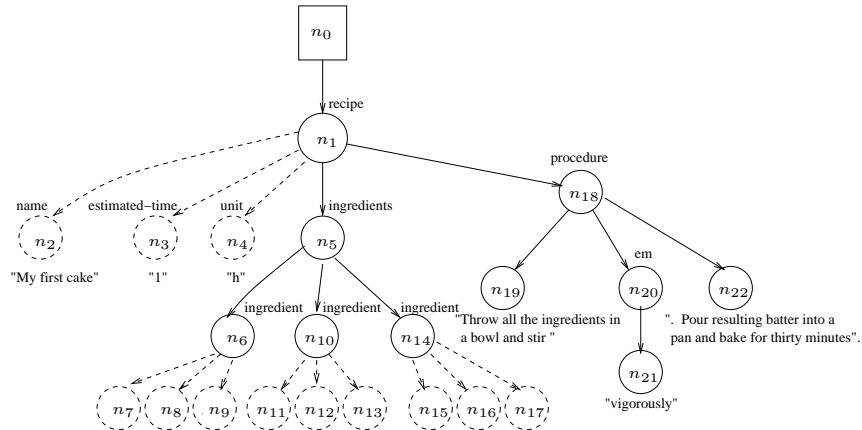 n0
recipe
n1
procedure
n18
name
estimated-time
unit
ingredients
n2
n3
n4
n5
"My first cake"
"1"
"h"
em
n19
n20
n22
ingredient
ingredient
ingredient
"Throw all the ingredients in
a bowl and stir "
". Pour resulting batter into a
pan and bake for thirty minutes".
n6
n10
n14
n21
"vigorously"
n7
n8
n9
n11
n12
n13
n15
n16
n17